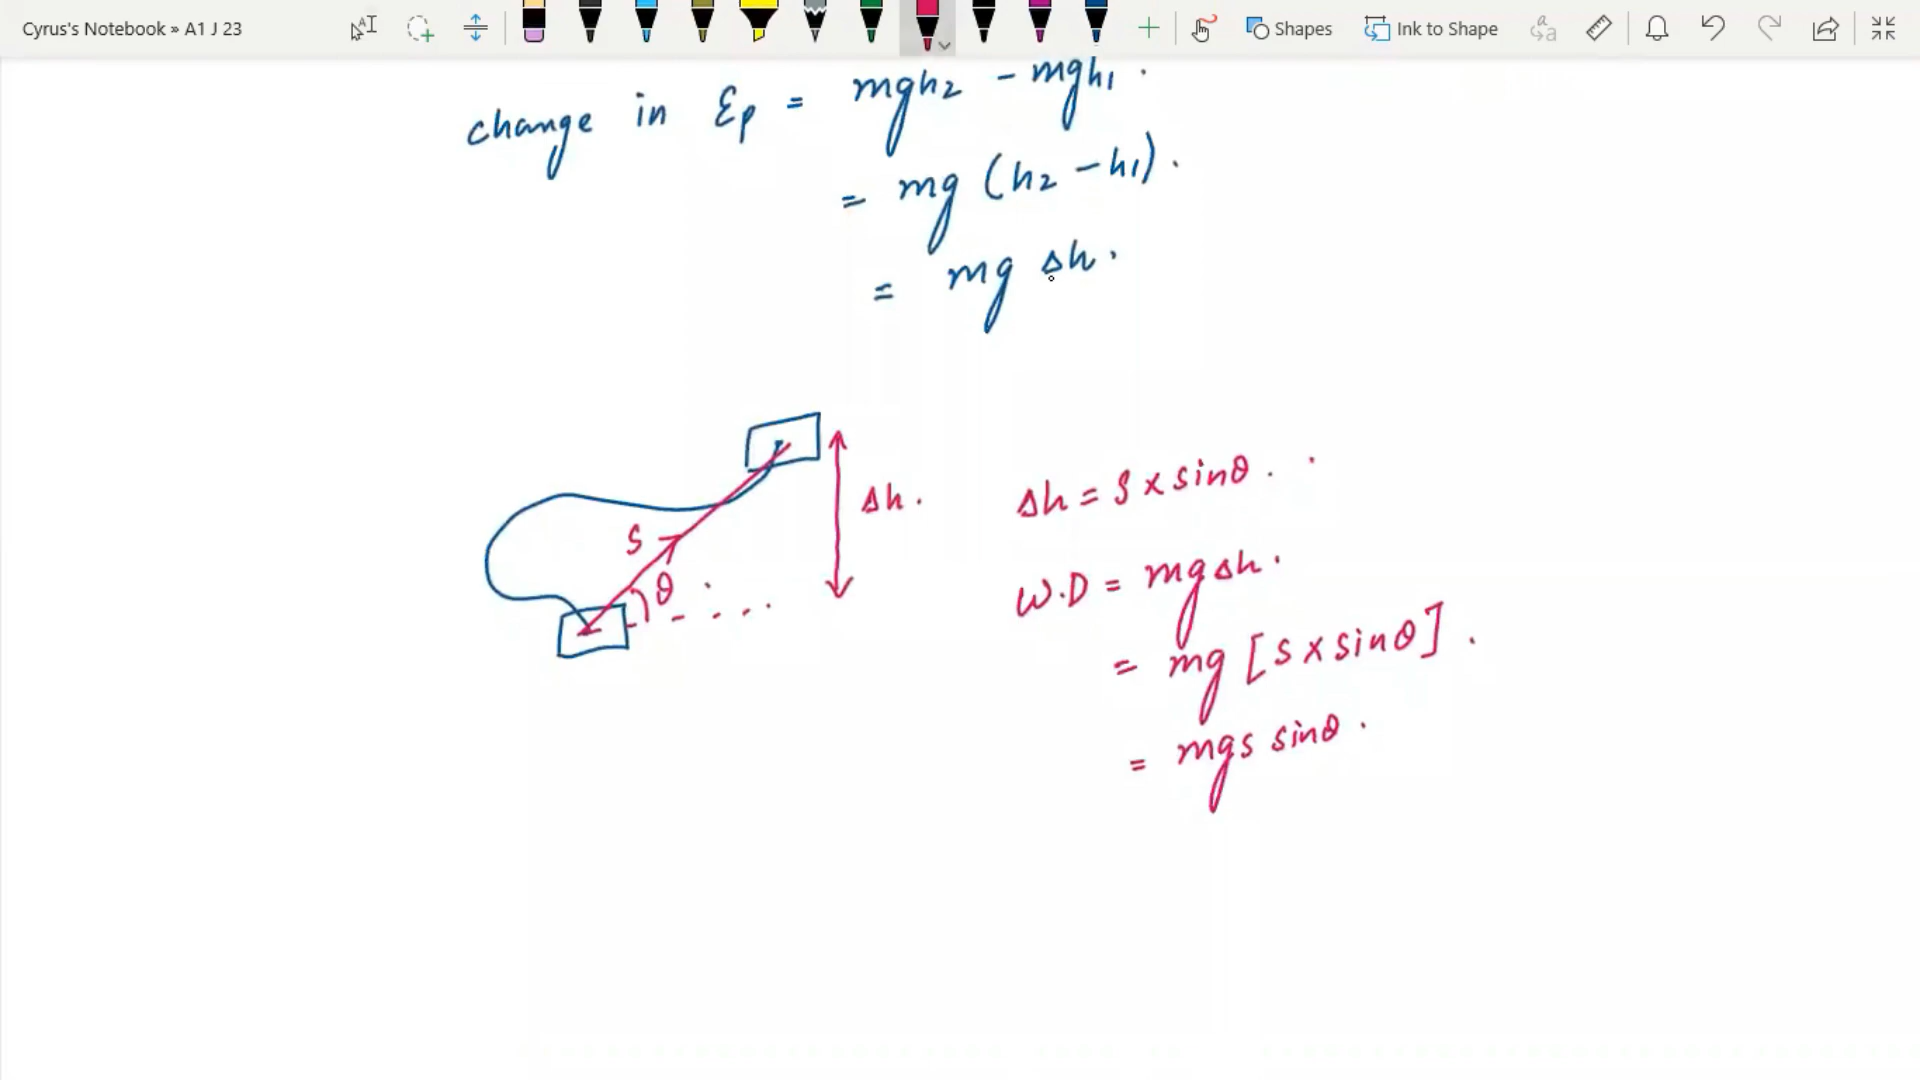 Cyrus's Notebook » A1 J 23
Shapes
Ink to Shape
change in Ep = mgh2 - mgh1.
= mg (h2 - h1).
= mg Δh.
S
θ
Δh.
Δh = S x sinθ.
W.D = mgΔh.
= mg [s x sinθ].
= mgs sinθ.